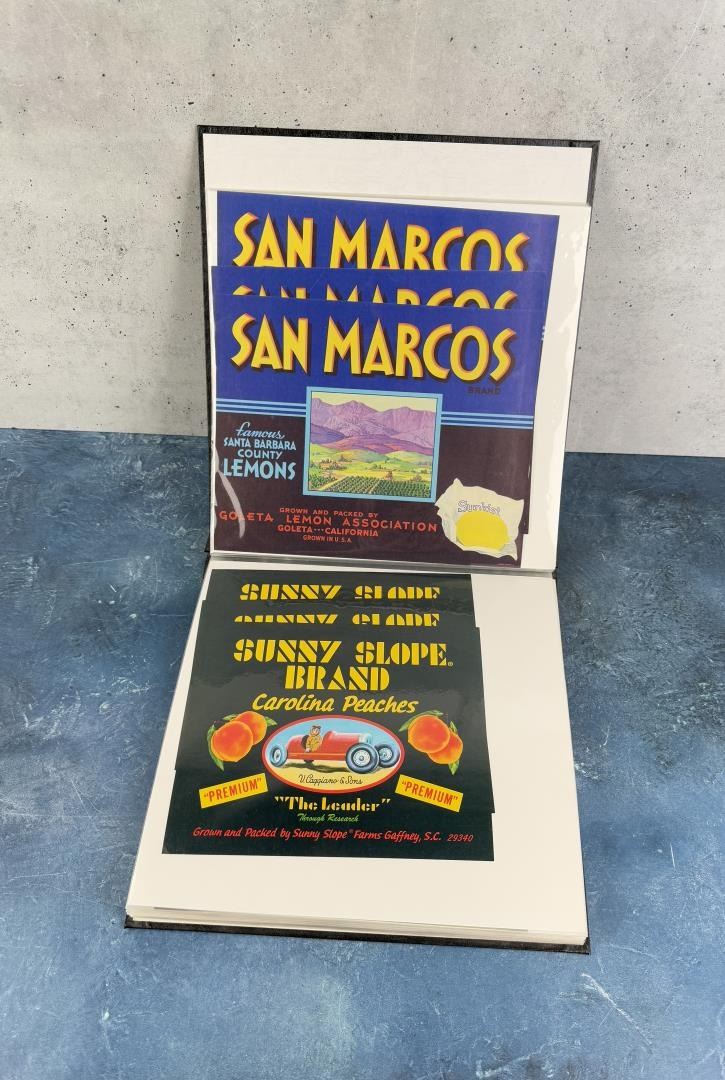 SAN MARCOS
SAN MARCOS
SAN MARCOS
BRAND
famous
SANTA BARBARA
COUNTY
LEMONS
Sunkist
GROWN AND PACKED BY
GOLETA LEMON ASSOCIATION
GOLETA---CALIFORNIA
GROWN IN U.S.A
SUNNY SLOPE
SUNNY SLOPE
SUNNY SLOPE®
BRAND
Carolina Peaches
V. Caggiano & Sons
"PREMIUM"
"PREMIUM"
"The Leader"
Through Research
Grown and Packed by Sunny Slope® Farms Gaffney, S.C. 29340